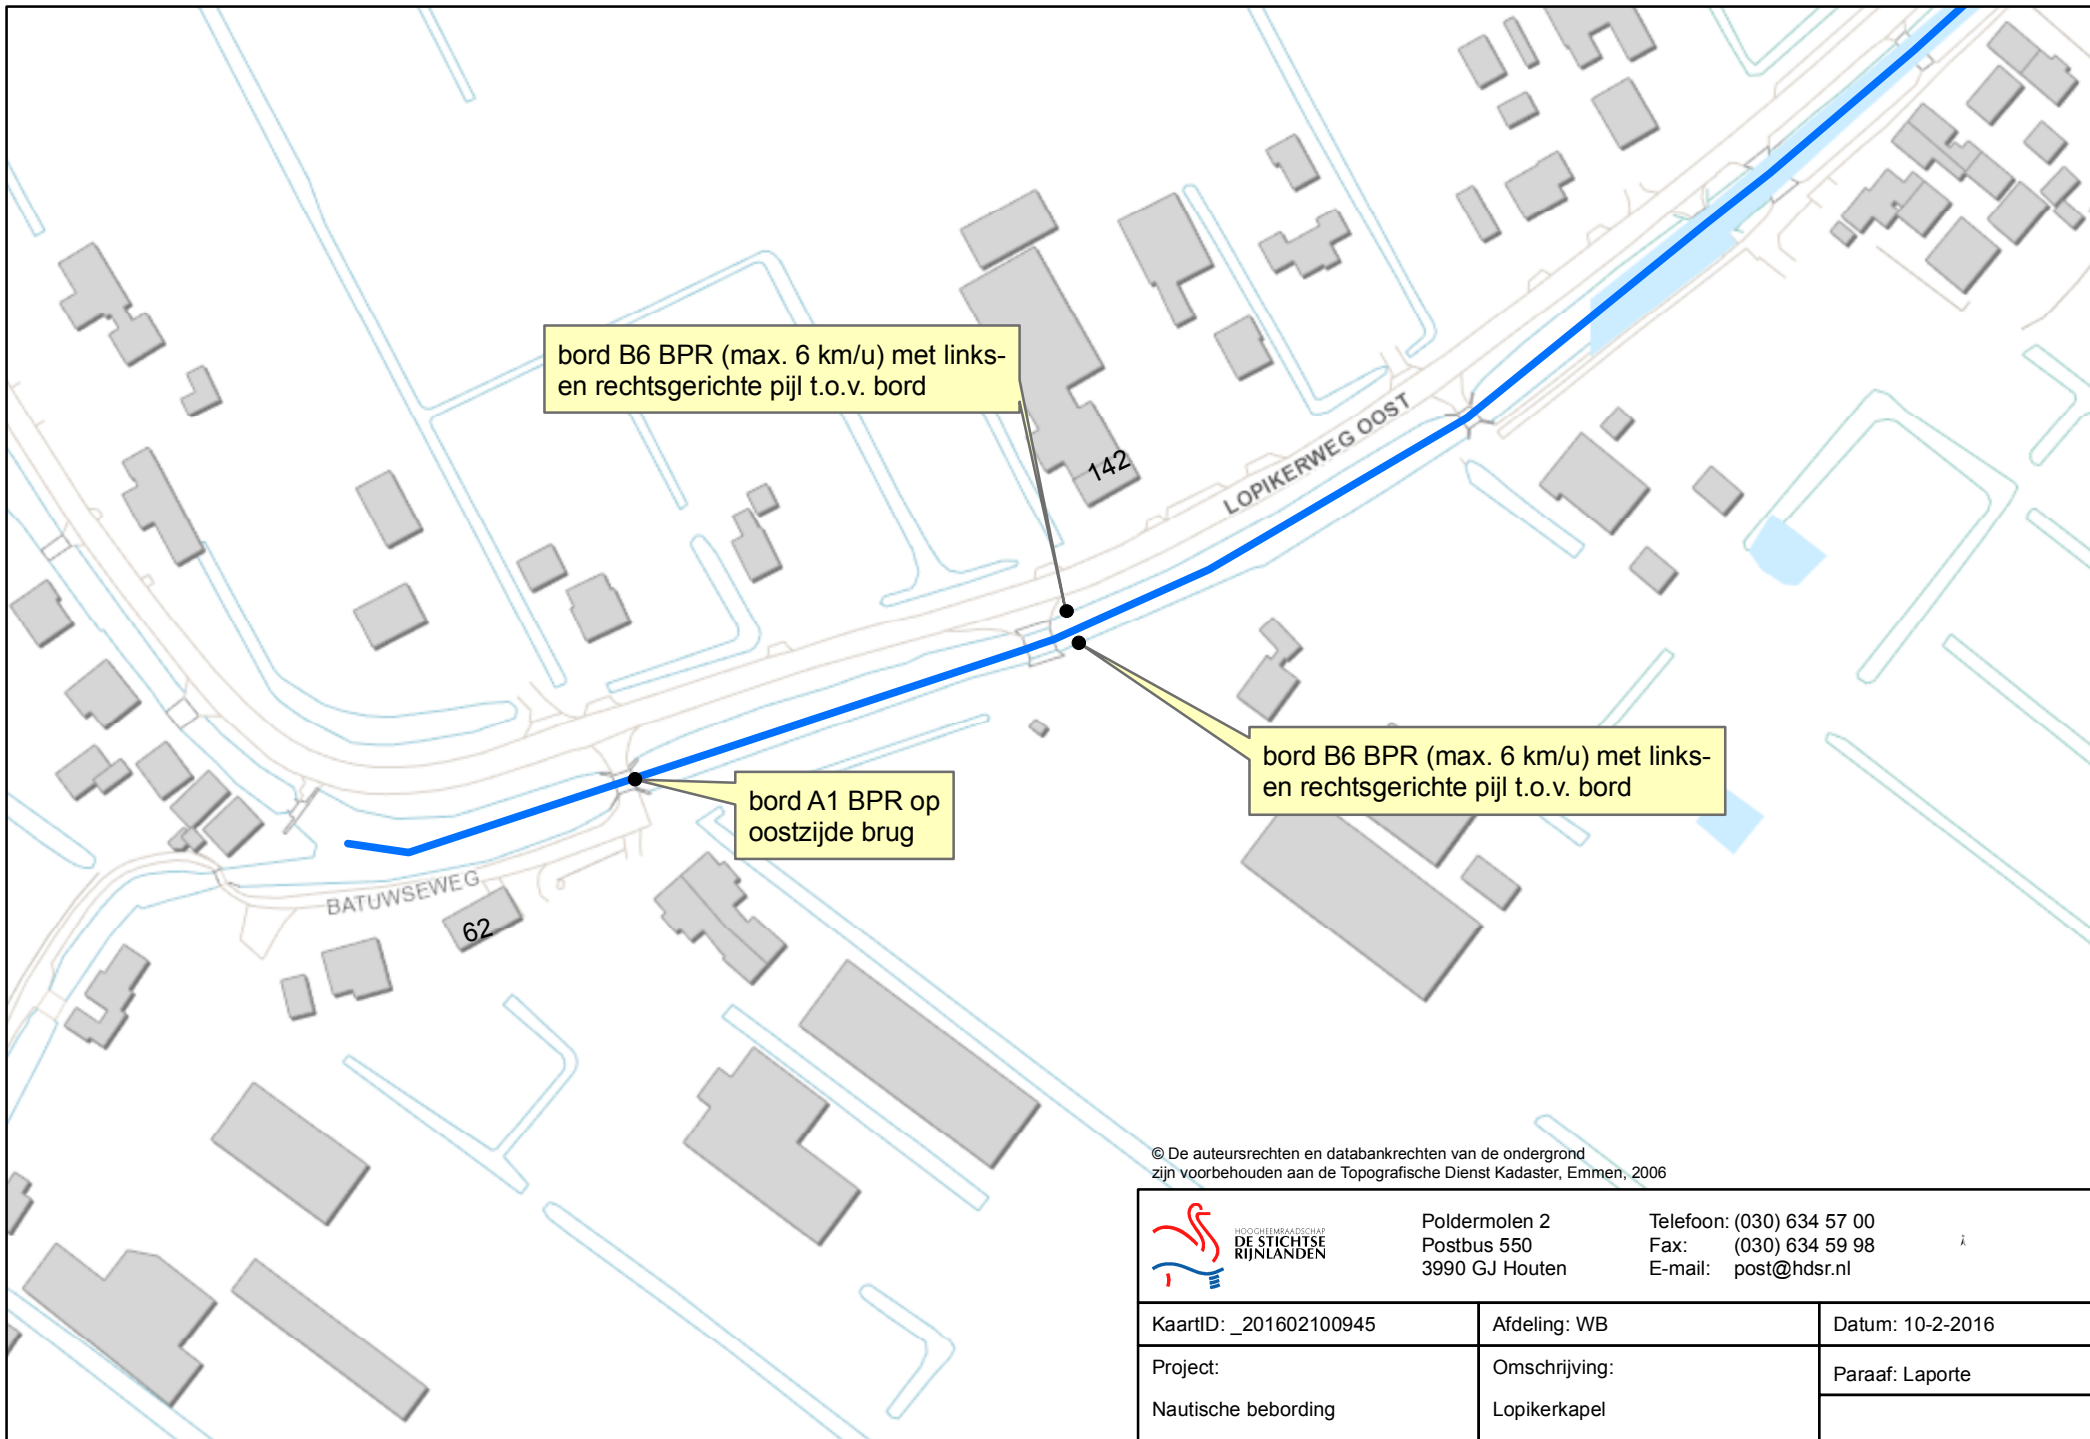 bord B6 BPR (max. 6 km/u) met links-
en rechtsgerichte pijl t.o.v. bord
142
LOPIKERWEG OOST
bord B6 BPR (max. 6 km/u) met links-
en rechtsgerichte pijl t.o.v. bord
bord A1 BPR op
oostzijde brug
BATUWSEWEG
62
© De auteursrechten en databankrechten van de ondergrond
zijn voorbehouden aan de Topografische Dienst Kadaster, Emmen, 2006
HOOGHEEMRAADSCHAP
DE STICHTSE
RIJNLANDEN
Poldermolen 2
Postbus 550
3990 GJ Houten
Telefoon: (030) 634 57 00
Fax: (030) 634 59 98
E-mail: post@hdsr.nl
KaartID: _201602100945
Afdeling: WB
Datum: 10-2-2016
Project:
Nautische bebording
Omschrijving:
Lopikerkapel
Paraaf: Laporte